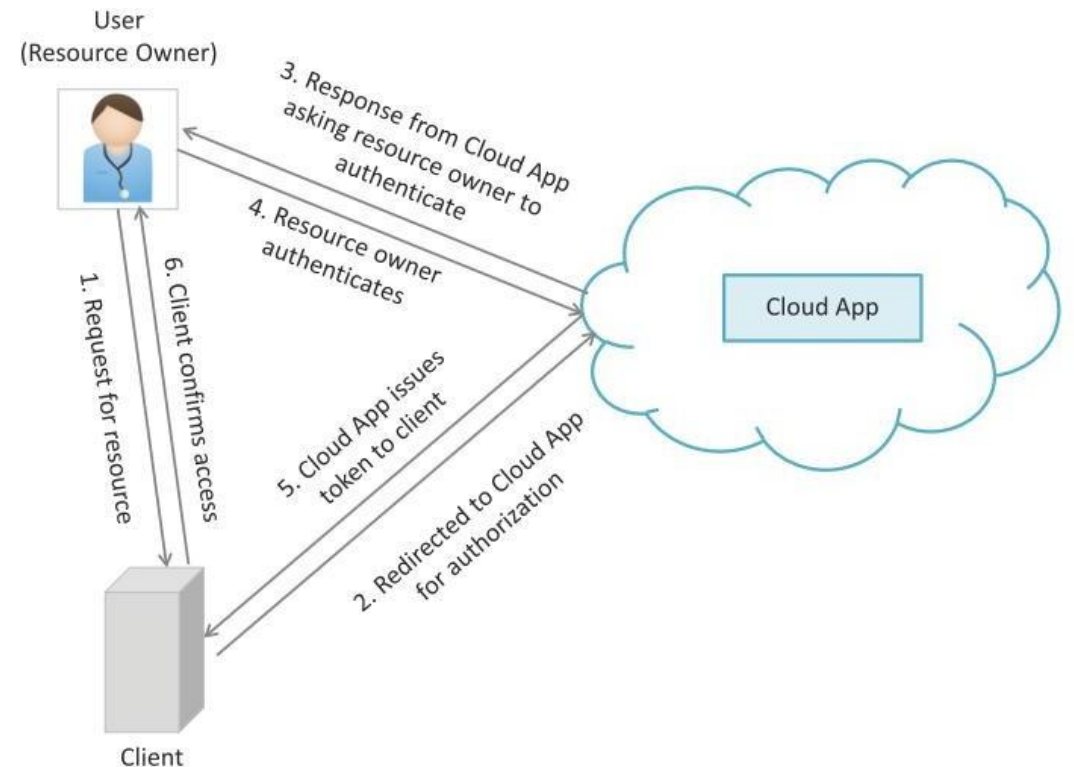 User
(Resource Owner)
3. Response from Cloud App
asking resource owner to
authenticate
4. Resource owner
authenticates
1. Request for resource
6. Client confirms access
Cloud App
5. Cloud App issues
token to client
2. Redirected to Cloud App
for authorization
Client